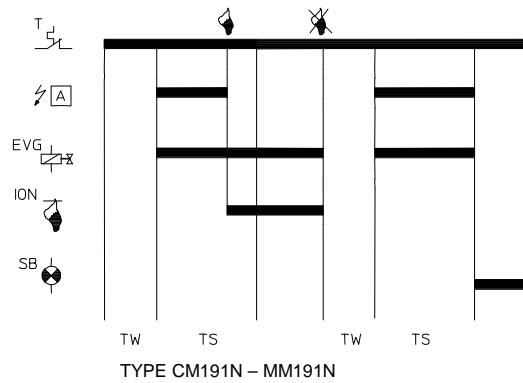 T
A
EVG
ION
SB
TW TS TW TS
TYPE CM191N – MM191N